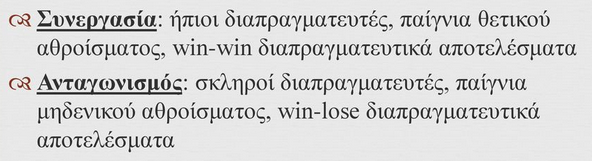 Συνεργασία: ήπιοι διαπραγματευτές, παίγνια θετικού
αθροίσματος, win-win διαπραγματευτικά αποτελέσματα
Ανταγωνισμός: σκληροί διαπραγματευτές, παίγνια
μηδενικού αθροίσματος, win-lose διαπραγματευτικά
αποτελέσματα